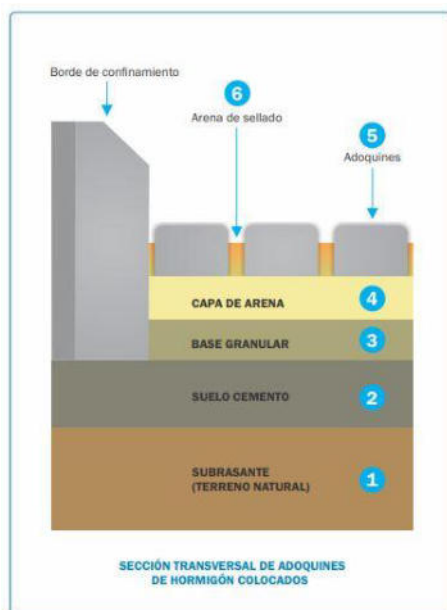 Borde de confinamiento
6
Arena de sellado
5
Adoquines
CAPA DE ARENA
4
BASE GRANULAR
3
SUELO CEMENTO
2
SUBRASANTE
(TERRENO NATURAL)
1
SECCIÓN TRANSVERSAL DE ADOQUINES
DE HORMIGÓN COLOCADOS